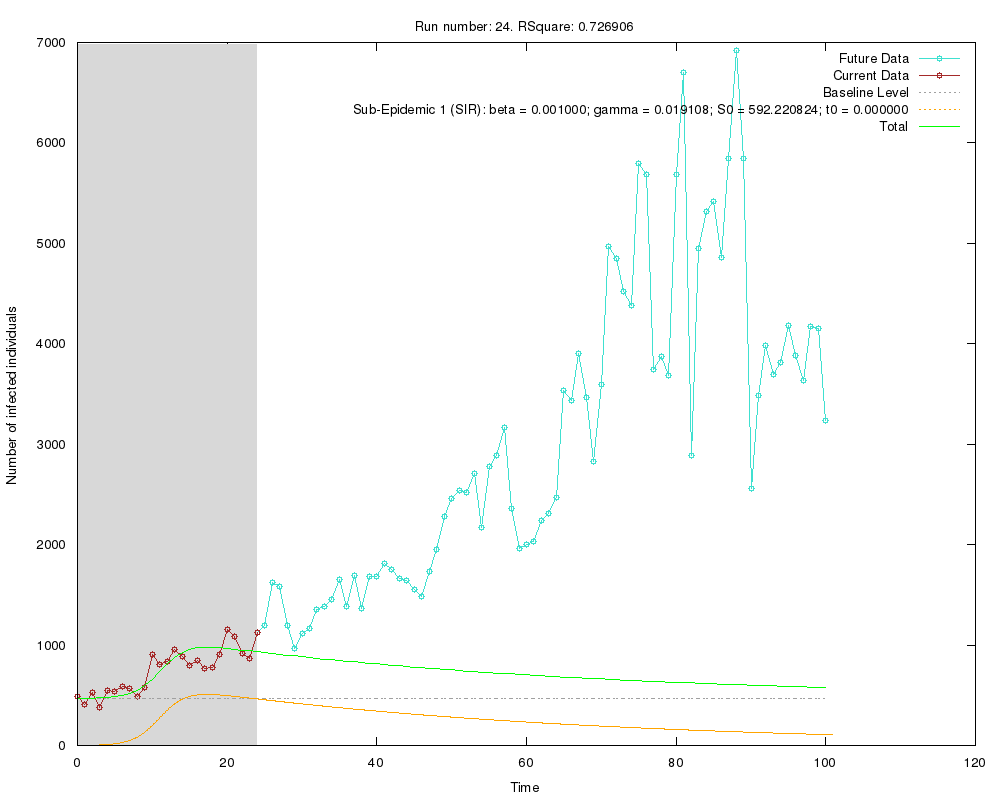 Run number: 24. RSquare: 0.726906
Future Data
Current Data
Baseline Level
Sub-Epidemic 1 (SIR): beta = 0.001000; gamma = 0.019108; S0 = 592.220824; t0 = 0.000000
Total
7000
6000
5000
4000
3000
2000
1000
0
Number of infected individuals
0 20 40 60 80 100 120
Time